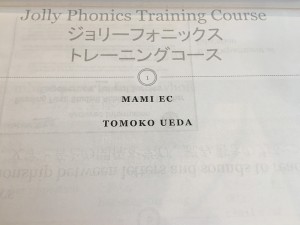 Jolly Phonics Training Course
ジョリーフォニックス
トレーニングコース
1
MAMI EC
TOMOKO UEDA